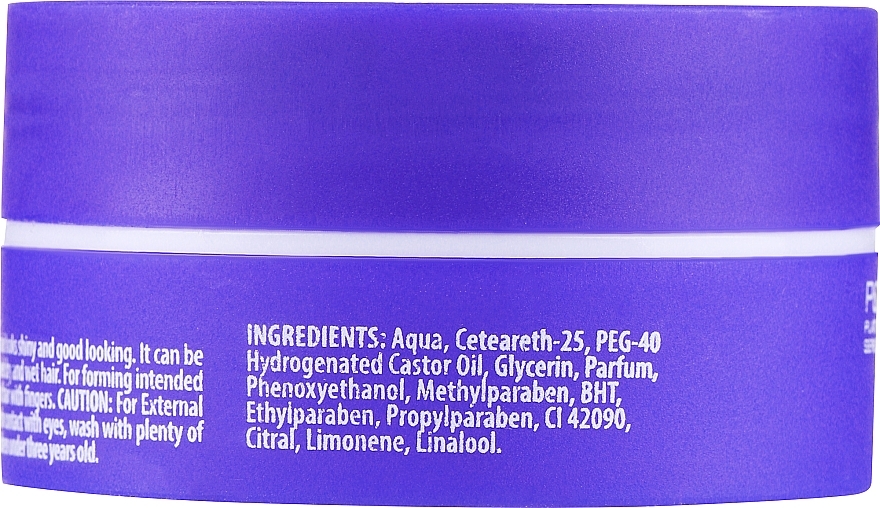 shiny and good looking. It can be
and wet hair. For forming intended
with fingers. CAUTION: For External
contact with eyes, wash with plenty of
under three years old.
INGREDIENTS: Aqua, Ceteareth-25, PEG-40
Hydrogenated Castor Oil, Glycerin, Parfum,
Phenoxyethanol, Methylparaben, BHT,
Ethylparaben, Propylparaben, CI 42090,
Citral, Limonene, Linalool.